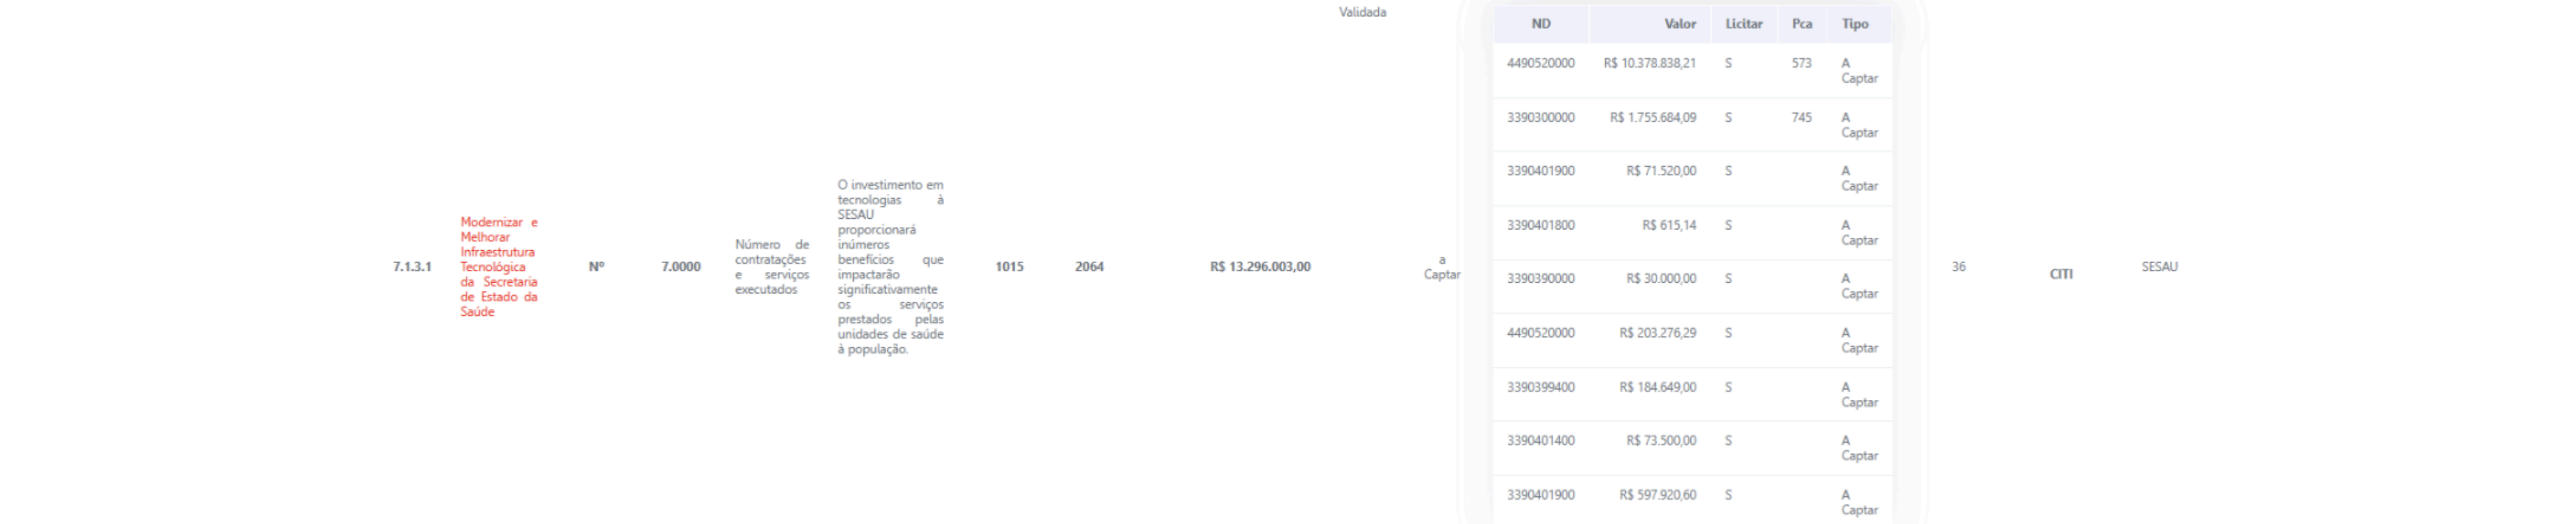 Validada
7.1.3.1
Modernizar e
Melhorar
Infraestrutura
Tecnológica
da Secretaria
de Estado da
Saúde
Nº
7.0000
Número de
contratações
e serviços
executados
O investimento em
tecnologias à
SESAU
proporcionará
inúmeros
benefícios que
impactarão
significativamente
os serviços
prestados pelas
unidades de saúde
à população.
1015
2064
R$ 13.296.003,00
a
Captar
ND Valor Licitar Pca Tipo
4490520000 R$ 10.378.838,21 S 573 A
Captar
3390300000 R$ 1.755.684,09 S 745 A
Captar
3390401900 R$ 71.520,00 S A
Captar
3390401800 R$ 615,14 S A
Captar
3390390000 R$ 30.000,00 S A
Captar
4490520000 R$ 203.276,29 S A
Captar
3390399400 R$ 184.649,00 S A
Captar
3390401400 R$ 73.500,00 S A
Captar
3390401900 R$ 597.920,60 S A
Captar
36
CITI
SESAU